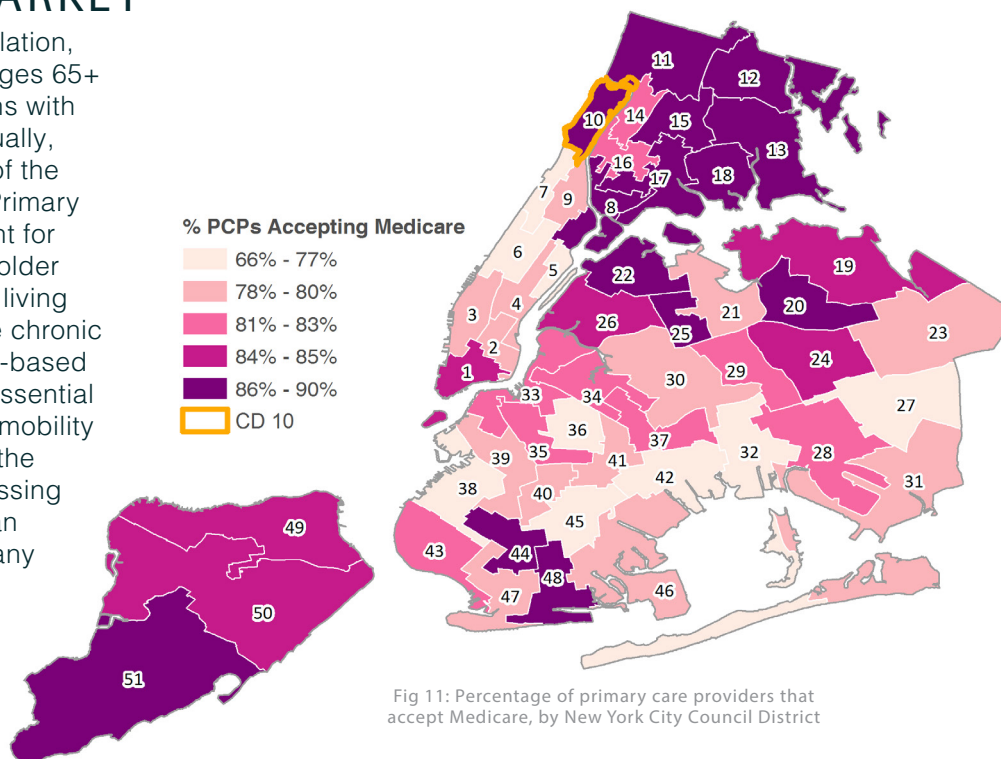 lation,
ges 65+
ns with
ually,
of the
Primary
nt for
older
living
e chronic
-based
essential
mobility
the
ssing
an
any
% PCPs Accepting Medicare
66% - 77%
78% - 80%
81% - 83%
84% - 85%
86% - 90%
CD 10
11
12
10
14
15
13
16
17
18
7
9
8
6
5
22
19
20
3
4
21
26
25
23
2
24
1
30
29
33
34
27
36
37
32
28
39
35
41
42
31
38
40
45
49
43
44
48
50
47
46
51
Fig 11: Percentage of primary care providers that
accept Medicare, by New York City Council District